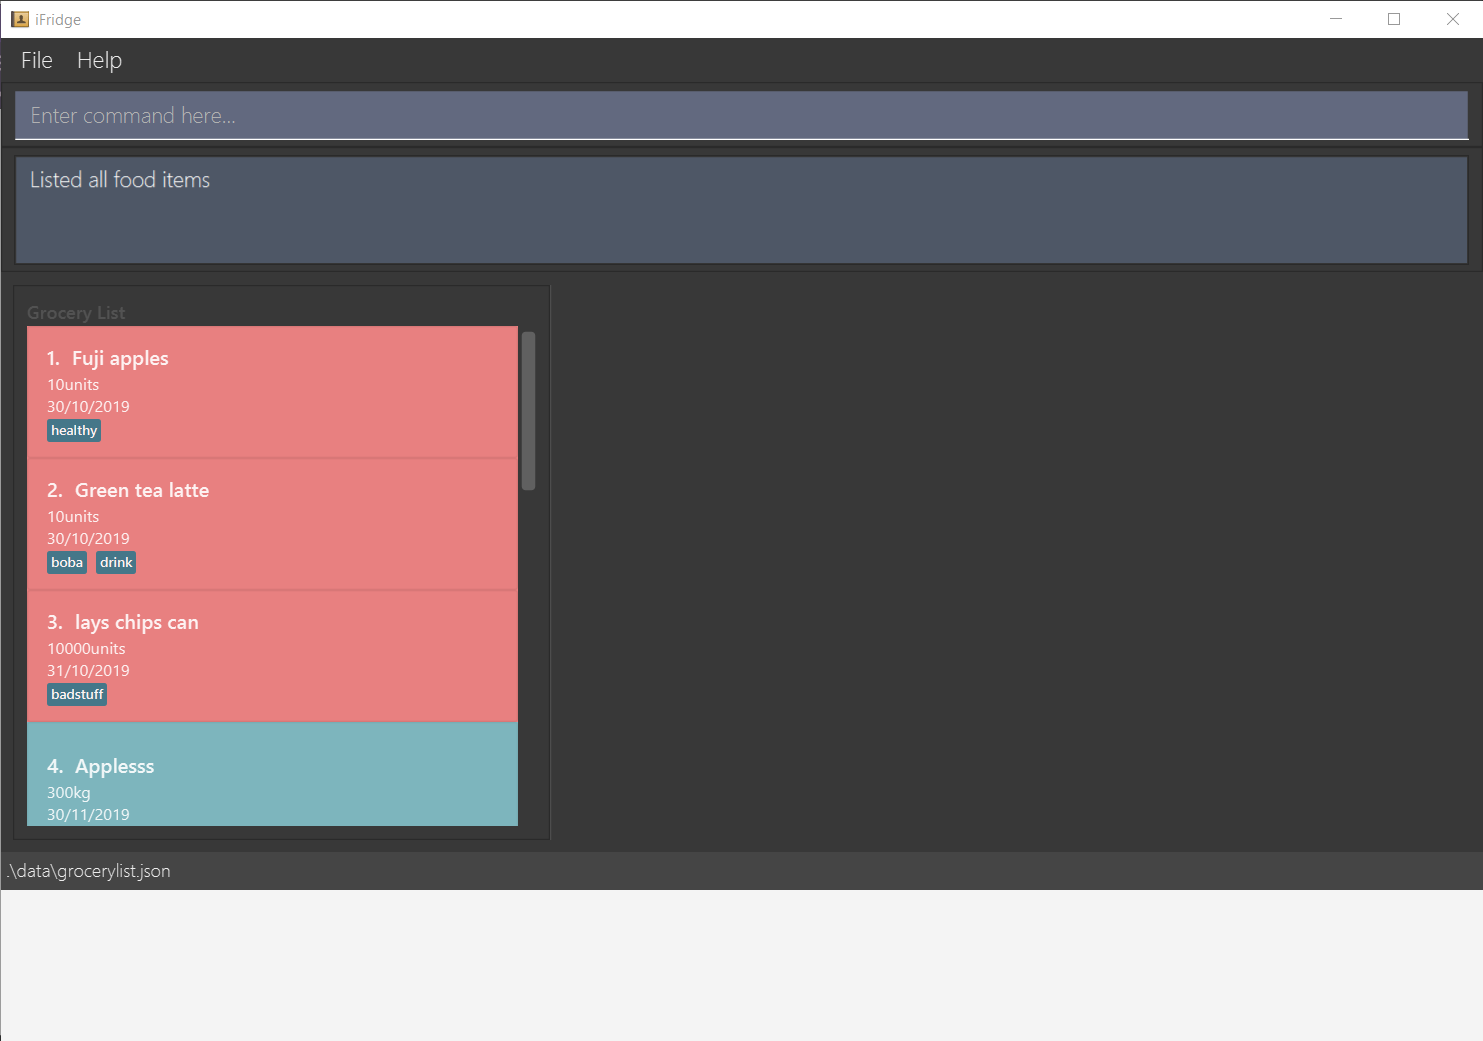 iFridge
File Help
Enter command here...
Listed all food items
Grocery List
1. Fuji apples
10units
30/10/2019
healthy
2. Green tea latte
10units
30/10/2019
boba drink
3. lays chips can
10000units
31/10/2019
badstuff
4. Applesss
300kg
30/11/2019
.\data\grocerylist.json